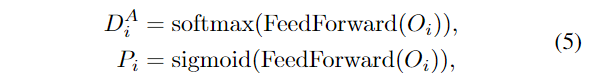 D_i^A = softmax(FeedForward(O_i)),
P_i = sigmoid(FeedForward(O_i)),
(5)